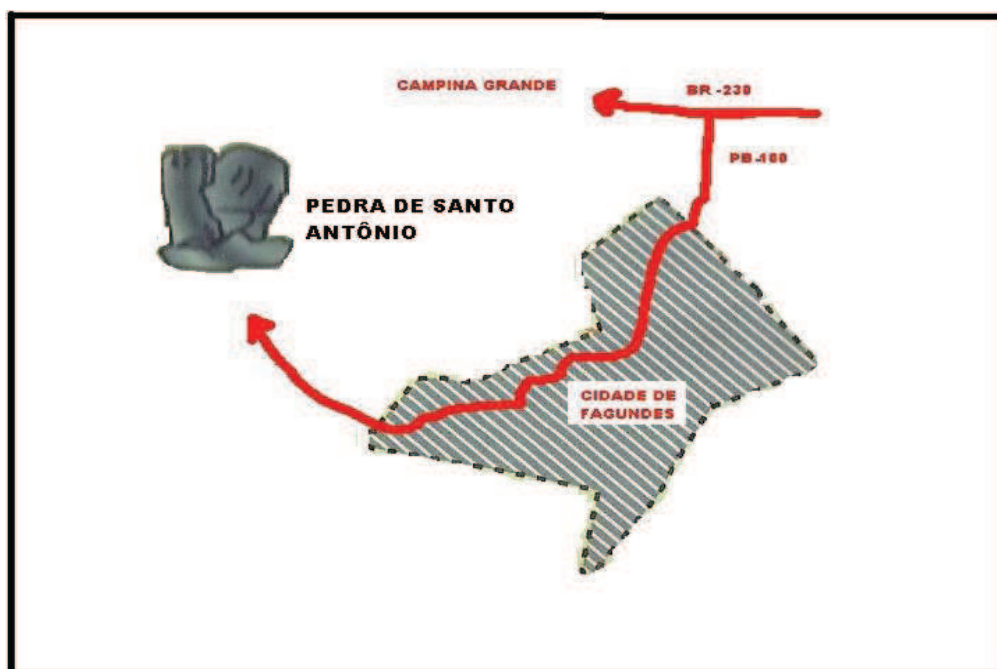 CAMPINA GRANDE
BR -230
PB-100
PEDRA DE SANTO
ANTÔNIO
CIDADE DE
FAGUNDES